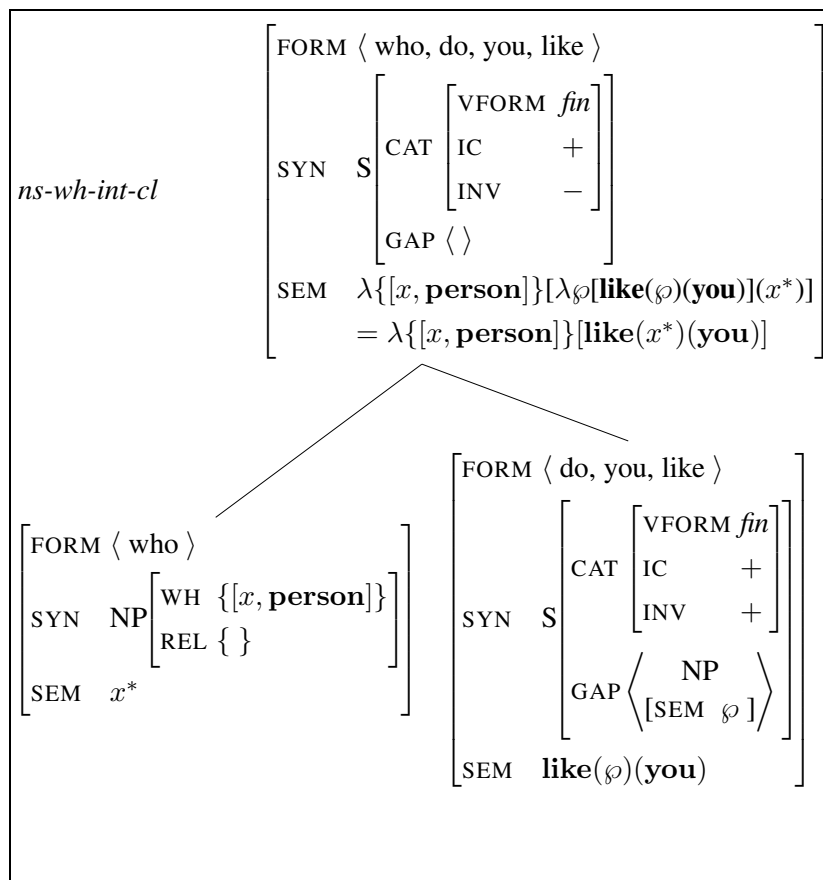 FORM ⟨ who, do, you, like ⟩
VFORM fin
CAT IC +
ns-wh-int-cl SYN S INV −
GAP ⟨ ⟩
SEM λ{[x, person]}[λ℘[like(℘)(you)](x*)]
= λ{[x, person]}[like(x*)(you)]
FORM ⟨ who ⟩
SYN NP WH {[x, person]}
REL { }
SEM x*
FORM ⟨ do, you, like ⟩
VFORM fin
CAT IC +
SYN S INV +
GAP ⟨ NP
[SEM ℘ ] ⟩
SEM like(℘)(you)